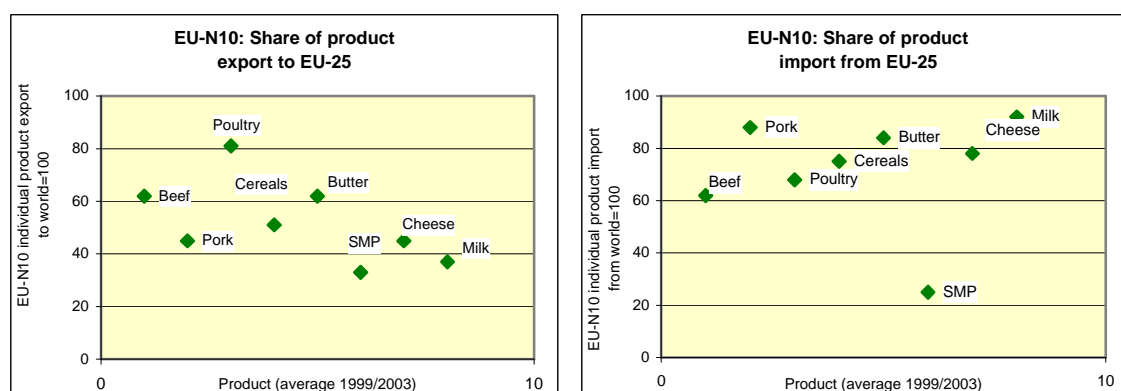 EU-N10: Share of product
export to EU-25
EU-N10 individual product export
to world=100
100
80
60
40
20
0
Poultry
Beef
Cereals
Butter
Pork
SMP
Cheese
Milk
0
Product (average 1999/2003)
10
EU-N10: Share of product
import from EU-25
EU-N10 individual product import
from world=100
100
80
60
40
20
0
Milk
Pork
Cheese
Butter
Cereals
Poultry
Beef
SMP
0
Product (average 1999/2003)
10